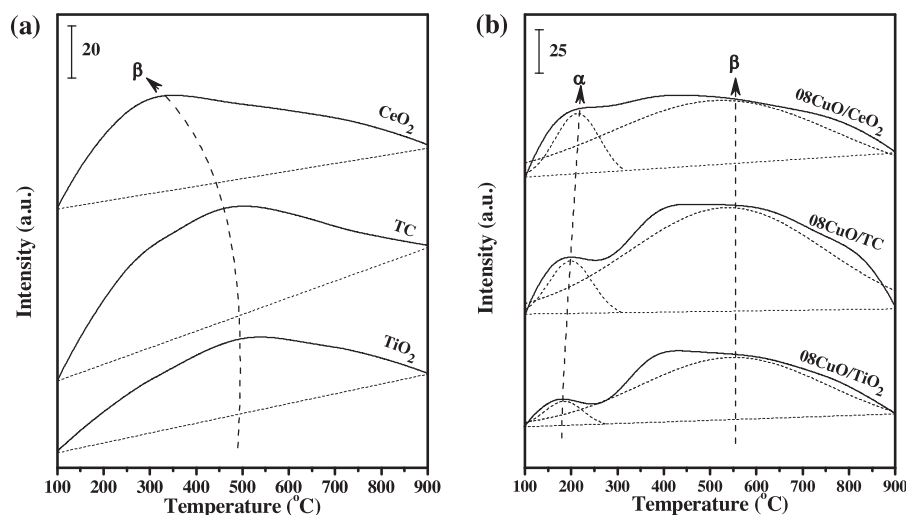 (a)
20
β
CeO₂
TC
TiO₂
Intensity (a.u.)
100 200 300 400 500 600 700 800 900
Temperature (°C)
(b)
25
α
β
08CuO/CeO₂
08CuO/TC
08CuO/TiO₂
Intensity (a.u.)
100 200 300 400 500 600 700 800 900
Temperature (°C)